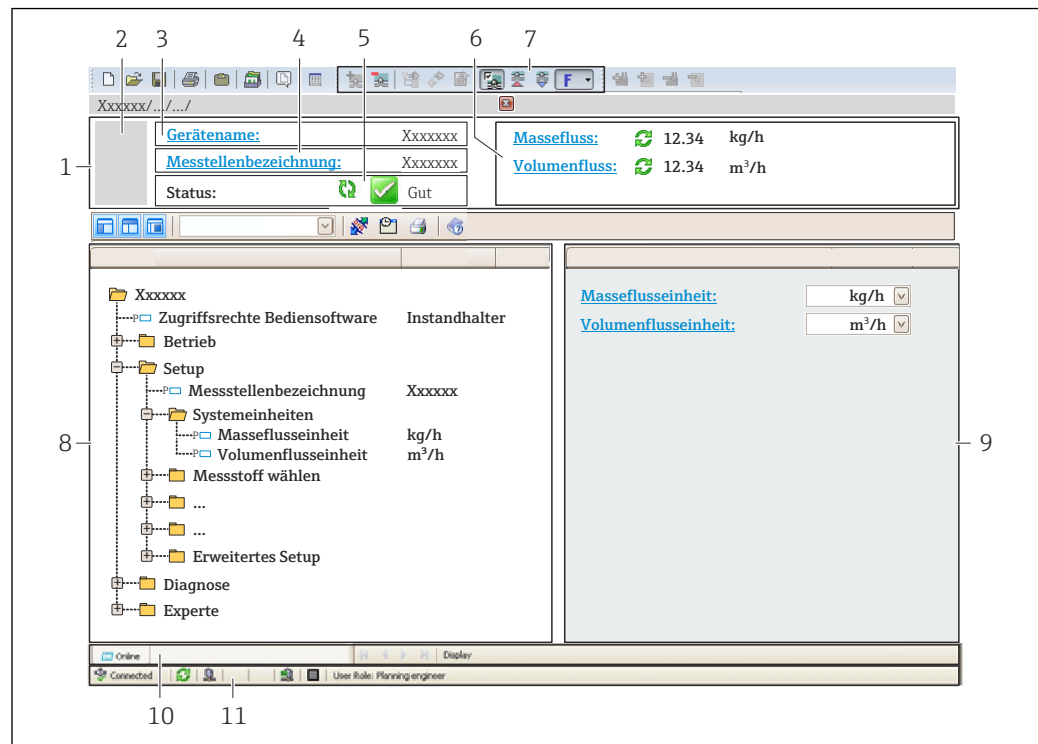 2 3 4 5 6 7
F
Xxxxxx/.../.../
1
Gerätename: Xxxxxxx
Messtellenbezeichnung: Xxxxxxx
Status: Gut
Massefluss: 12.34 kg/h
Volumenfluss: 12.34 m³/h
Xxxxxx
P Zugriffsrechte Bediensoftware Instandhalter
Betrieb
Setup
P Messstellenbezeichnung Xxxxxx
Systemeinheiten
P Masseflusseinheit kg/h
P Volumenflusseinheit m³/h
Messstoff wählen
...
...
Erweitertes Setup
Diagnose
Experte
8
Masseflusseinheit: kg/h
Volumenflusseinheit: m³/h
9
Online Display
Connected User Role: Planning engineer
10 11